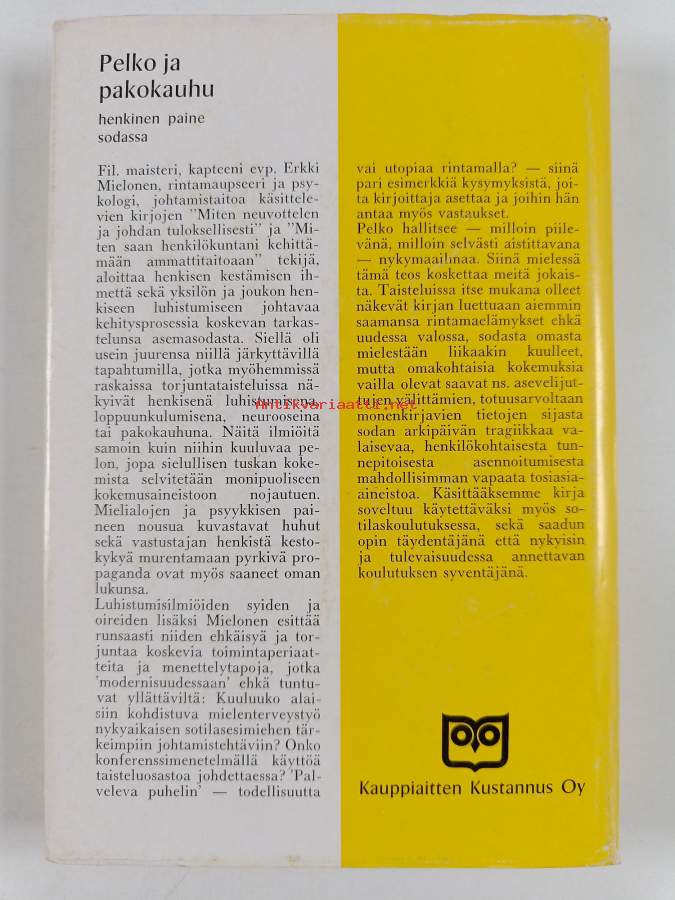 Pelko ja
pakokauhu
henkinen paine
sodassa
Fil. maisteri, kapteeni evp. Erkki
Mielonen, rintamaupseeri ja psy-
kologi, johtamistaitoa käsittele-
vien kirjojen "Miten neuvottelen
ja johdan tuloksellisesti" ja "Mi-
ten saan henkilökuntani kehittä-
mään ammattitaitoaan" tekijä,
aloittaa henkisen kestämisen ih-
mettä sekä yksilön ja joukon hen-
kiseen luhistumiseen johtavaa
kehitysprosessia koskevan tarkas-
telunsa asemasodasta. Siellä oli
usein juurensa niillä järkyttävillä
tapahtumilla, jotka myöhemmissä
raskaissa torjuntataisteluissa nä-
kyivät henkisenä luhistumisena,
loppuunkulumisena, neurooseina
tai pakokauhuna. Näitä ilmiöitä
samoin kuin niihin kuuluvaa pe-
lon, jopa sielullisen tuskan koke-
mista selvitetään monipuoliseen
kokemusaineistoon nojautuen.
Mielialojen ja psyykkisen pai-
neen nousua kuvastavat huhut
sekä vastustajan henkistä kesto-
kykyä murentamaan pyrkivä pro-
paganda ovat myös saaneet oman
lukunsa.
Luhistumisilmiöiden syiden ja
oireiden lisäksi Mielonen esittää
runsaasti niiden ehkäisyä ja tor-
juntaa koskevia toimintaperiaat-
teita ja menettelytapoja, jotka
'modernisuudessaan' ehkä tuntu-
vat yllättäviltä: Kuuluuko alai-
siin kohdistuva mielenterveystyö
nykyaikaisen sotilasesimiehen tär-
keimpiin johtamistehtäviin? Onko
konferenssimenetelmällä käyttöä
taisteluosastoa johdettaessa? 'Pal-
veleva puhelin' — todellisuutta
vai utopiaa rintamalla? — siinä
pari esimerkkiä kysymyksistä, joi-
ta kirjoittaja asettaa ja joihin hän
antaa myös vastaukset.
Pelko hallitsee — milloin piile-
vänä, milloin selvästi aistittavana
— nykymaailmaa. Siinä mielessä
tämä teos koskettaa meitä jokais-
ta. Taisteluissa itse mukana olleet
näkevät kirjan luettuaan aiemmin
saamansa rintamaelämykset ehkä
uudessa valossa, sodasta omasta
mielestään liikaakin kuulleet,
mutta omakohtaisia kokemuksia
vailla olevat saavat ns. asevelijut-
tujen välittämien, totuusarvoltaan
monenkirjavien tietojen sijasta
sodan arkipäivän tragiikkaa va-
laisevaa, henkilökohtaisesta tun-
nepitoisesta asennoitumisesta
mahdollisimman vapaata tosiasia-
aineistoa. Käsittääksemme kirja
soveltuu käytettäväksi myös so-
tilaskoulutuksessa, sekä saadun
opin täydentäjänä että nykyisin
ja tulevaisuudessa annettavan
koulutuksen syventäjänä.
Kauppiaitten Kustannus Oy
Antikvariaatti.net